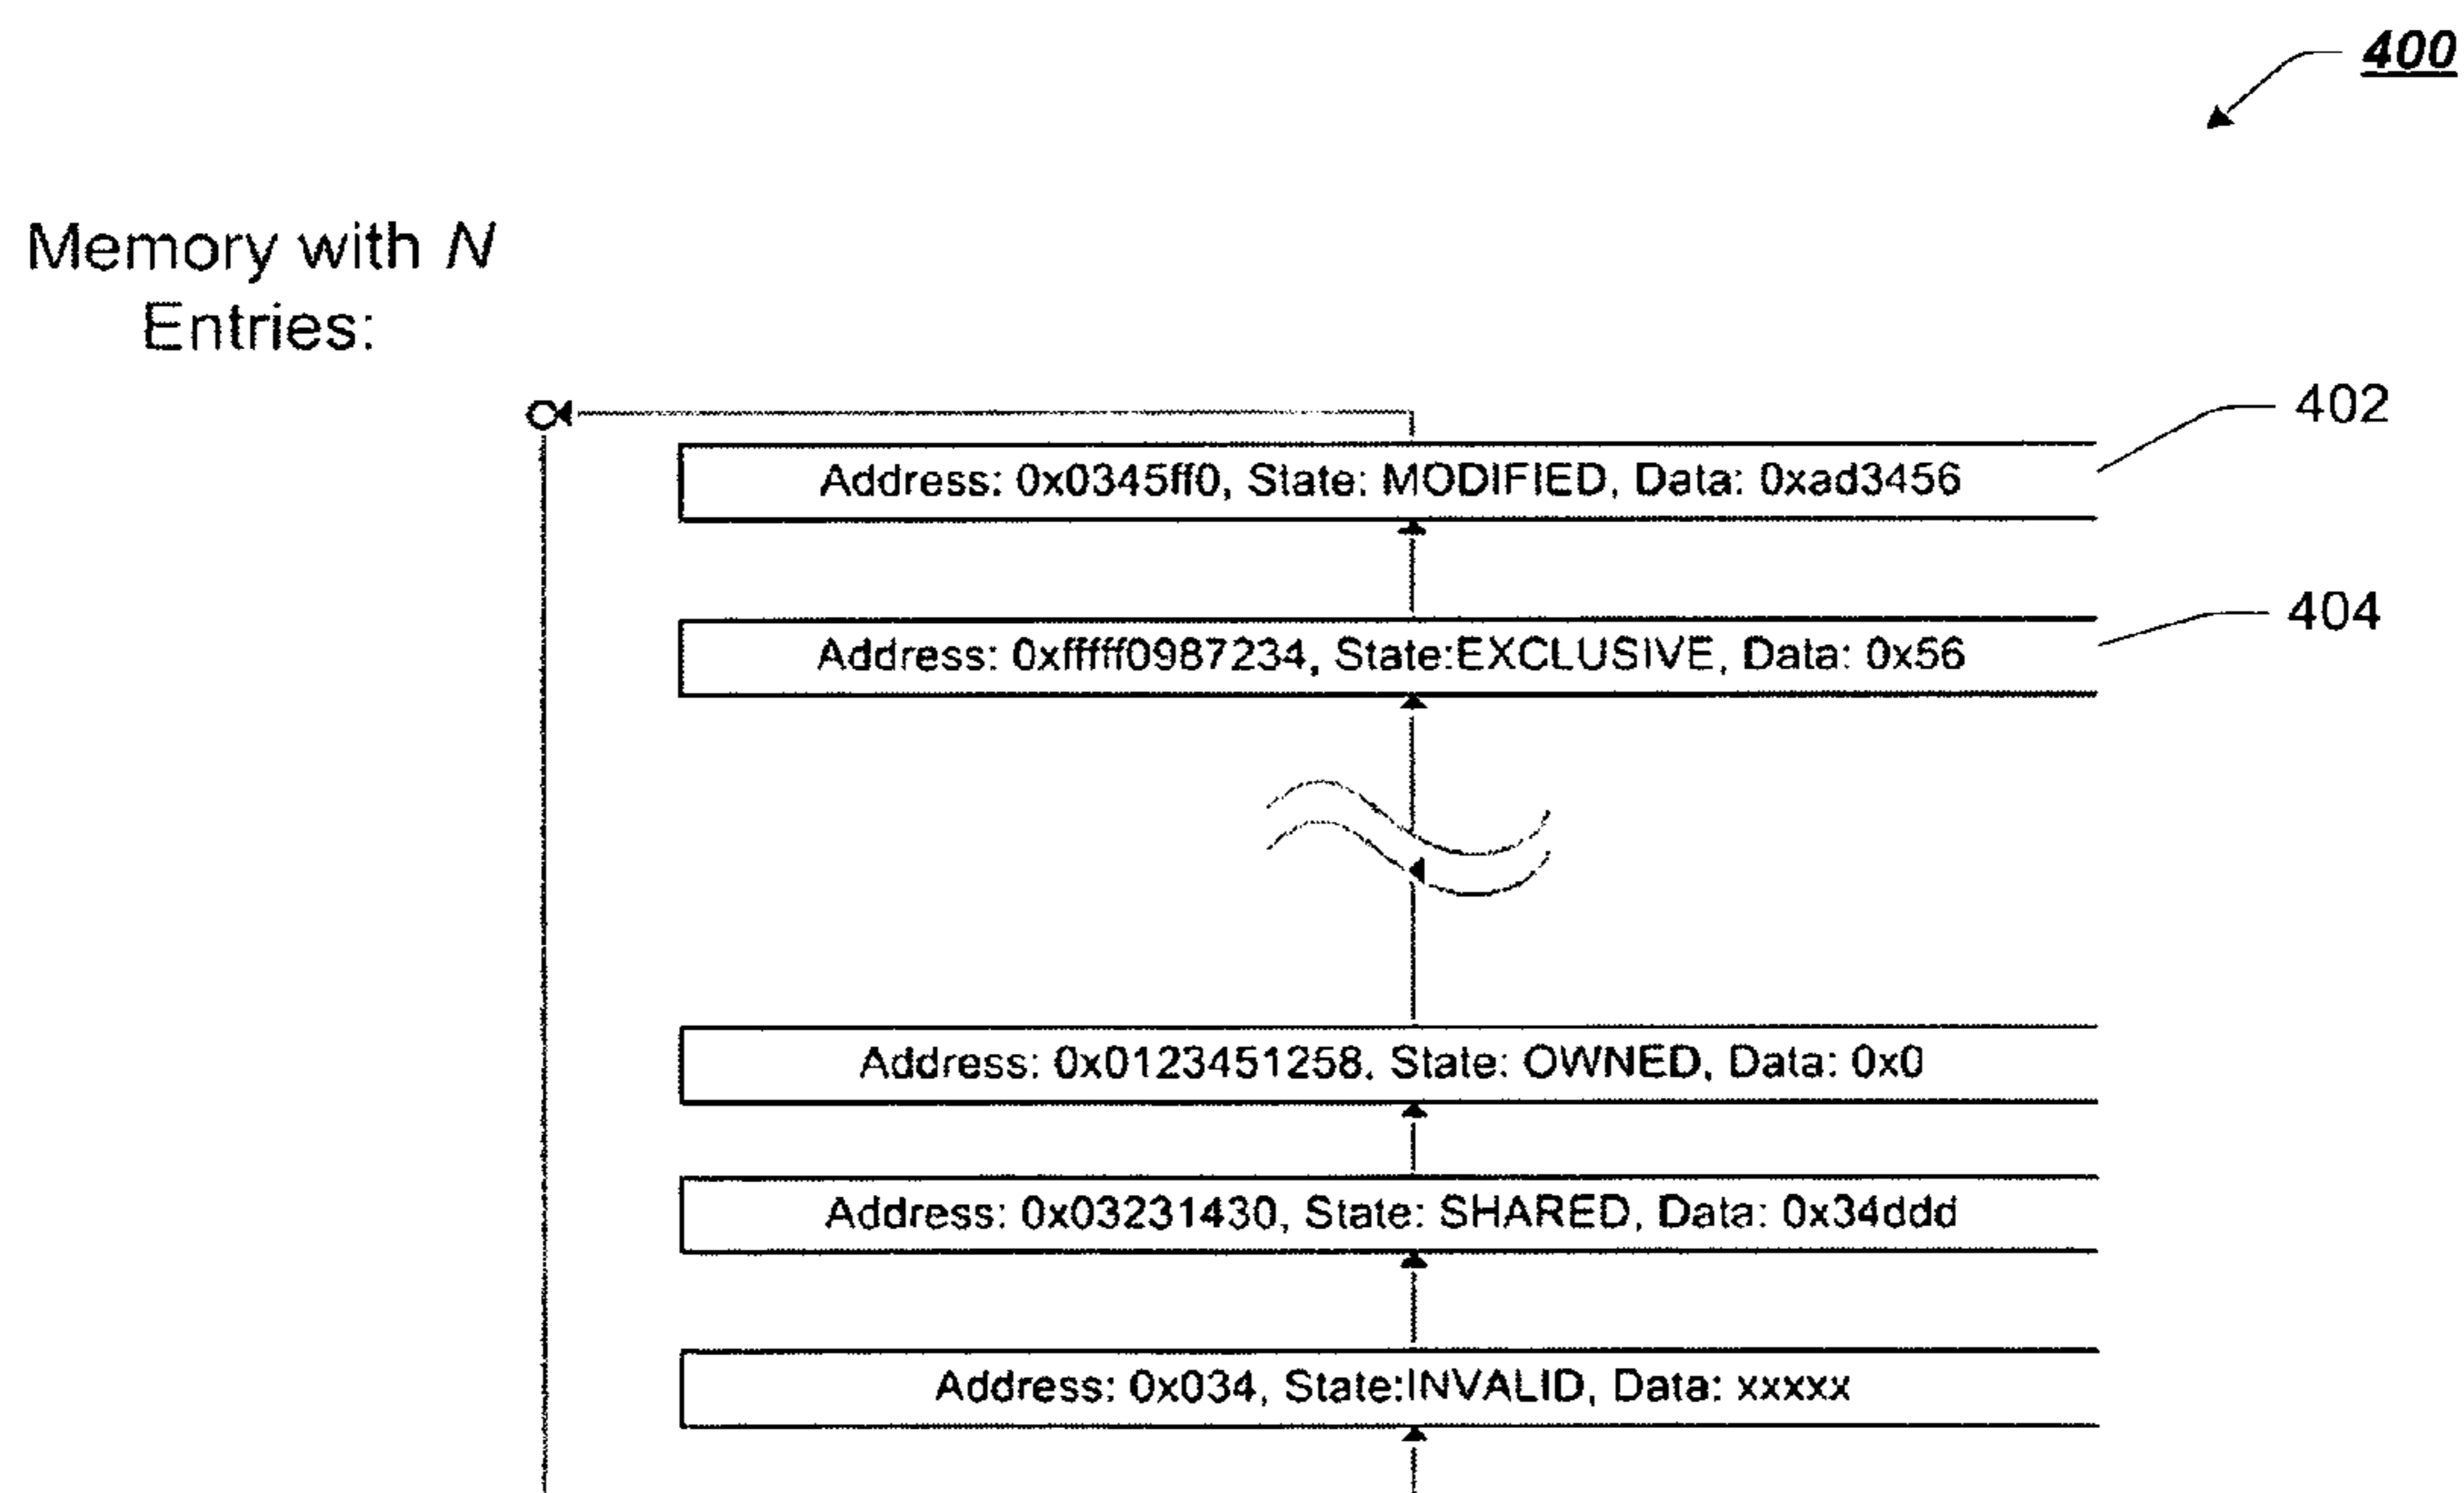 400
Memory with N
Entries:
402
Address: 0x0345ff0, State: MODIFIED, Data: 0xad3456
404
Address: 0xfffff0987234, State:EXCLUSIVE, Data: 0x56
Address: 0x0123451258, State: OWNED, Data: 0x0
Address: 0x03231430, State: SHARED, Data: 0x34ddd
Address: 0x034, State:INVALID, Data: xxxxx